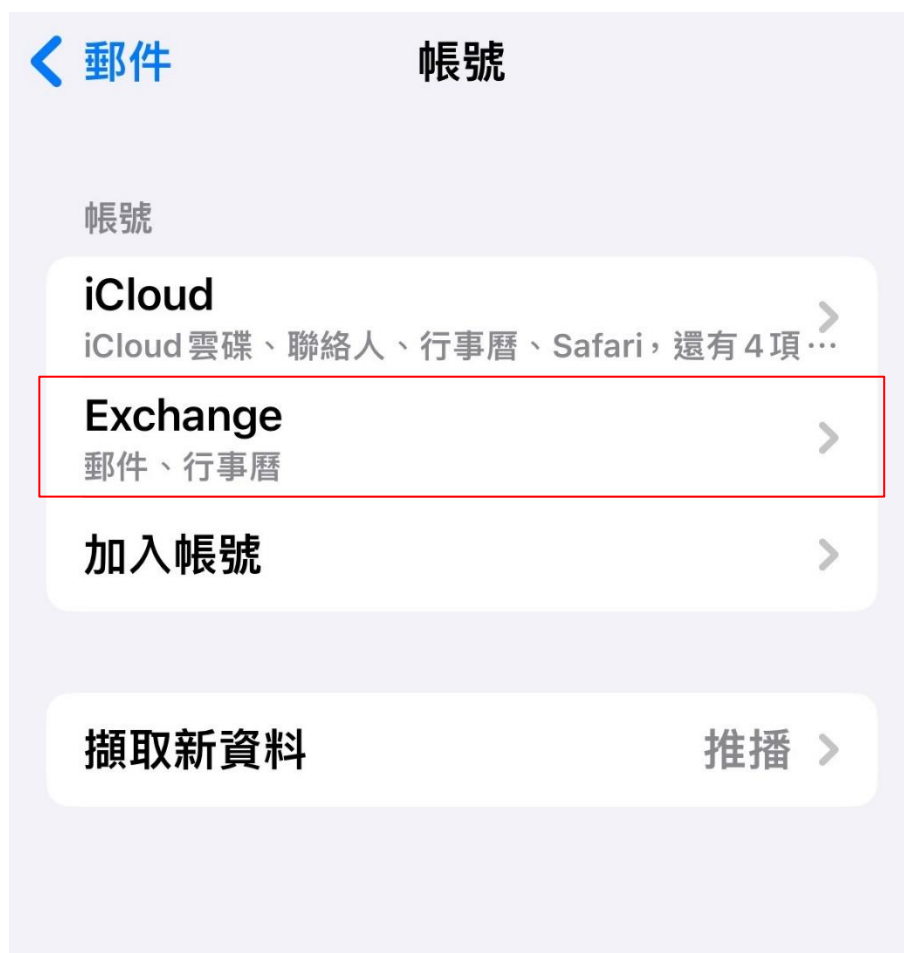 郵件
帳號
帳號
iCloud
iCloud 雲碟、聯絡人、行事曆、Safari，還有 4 項⋯
Exchange
郵件、行事曆
加入帳號
擷取新資料 推播